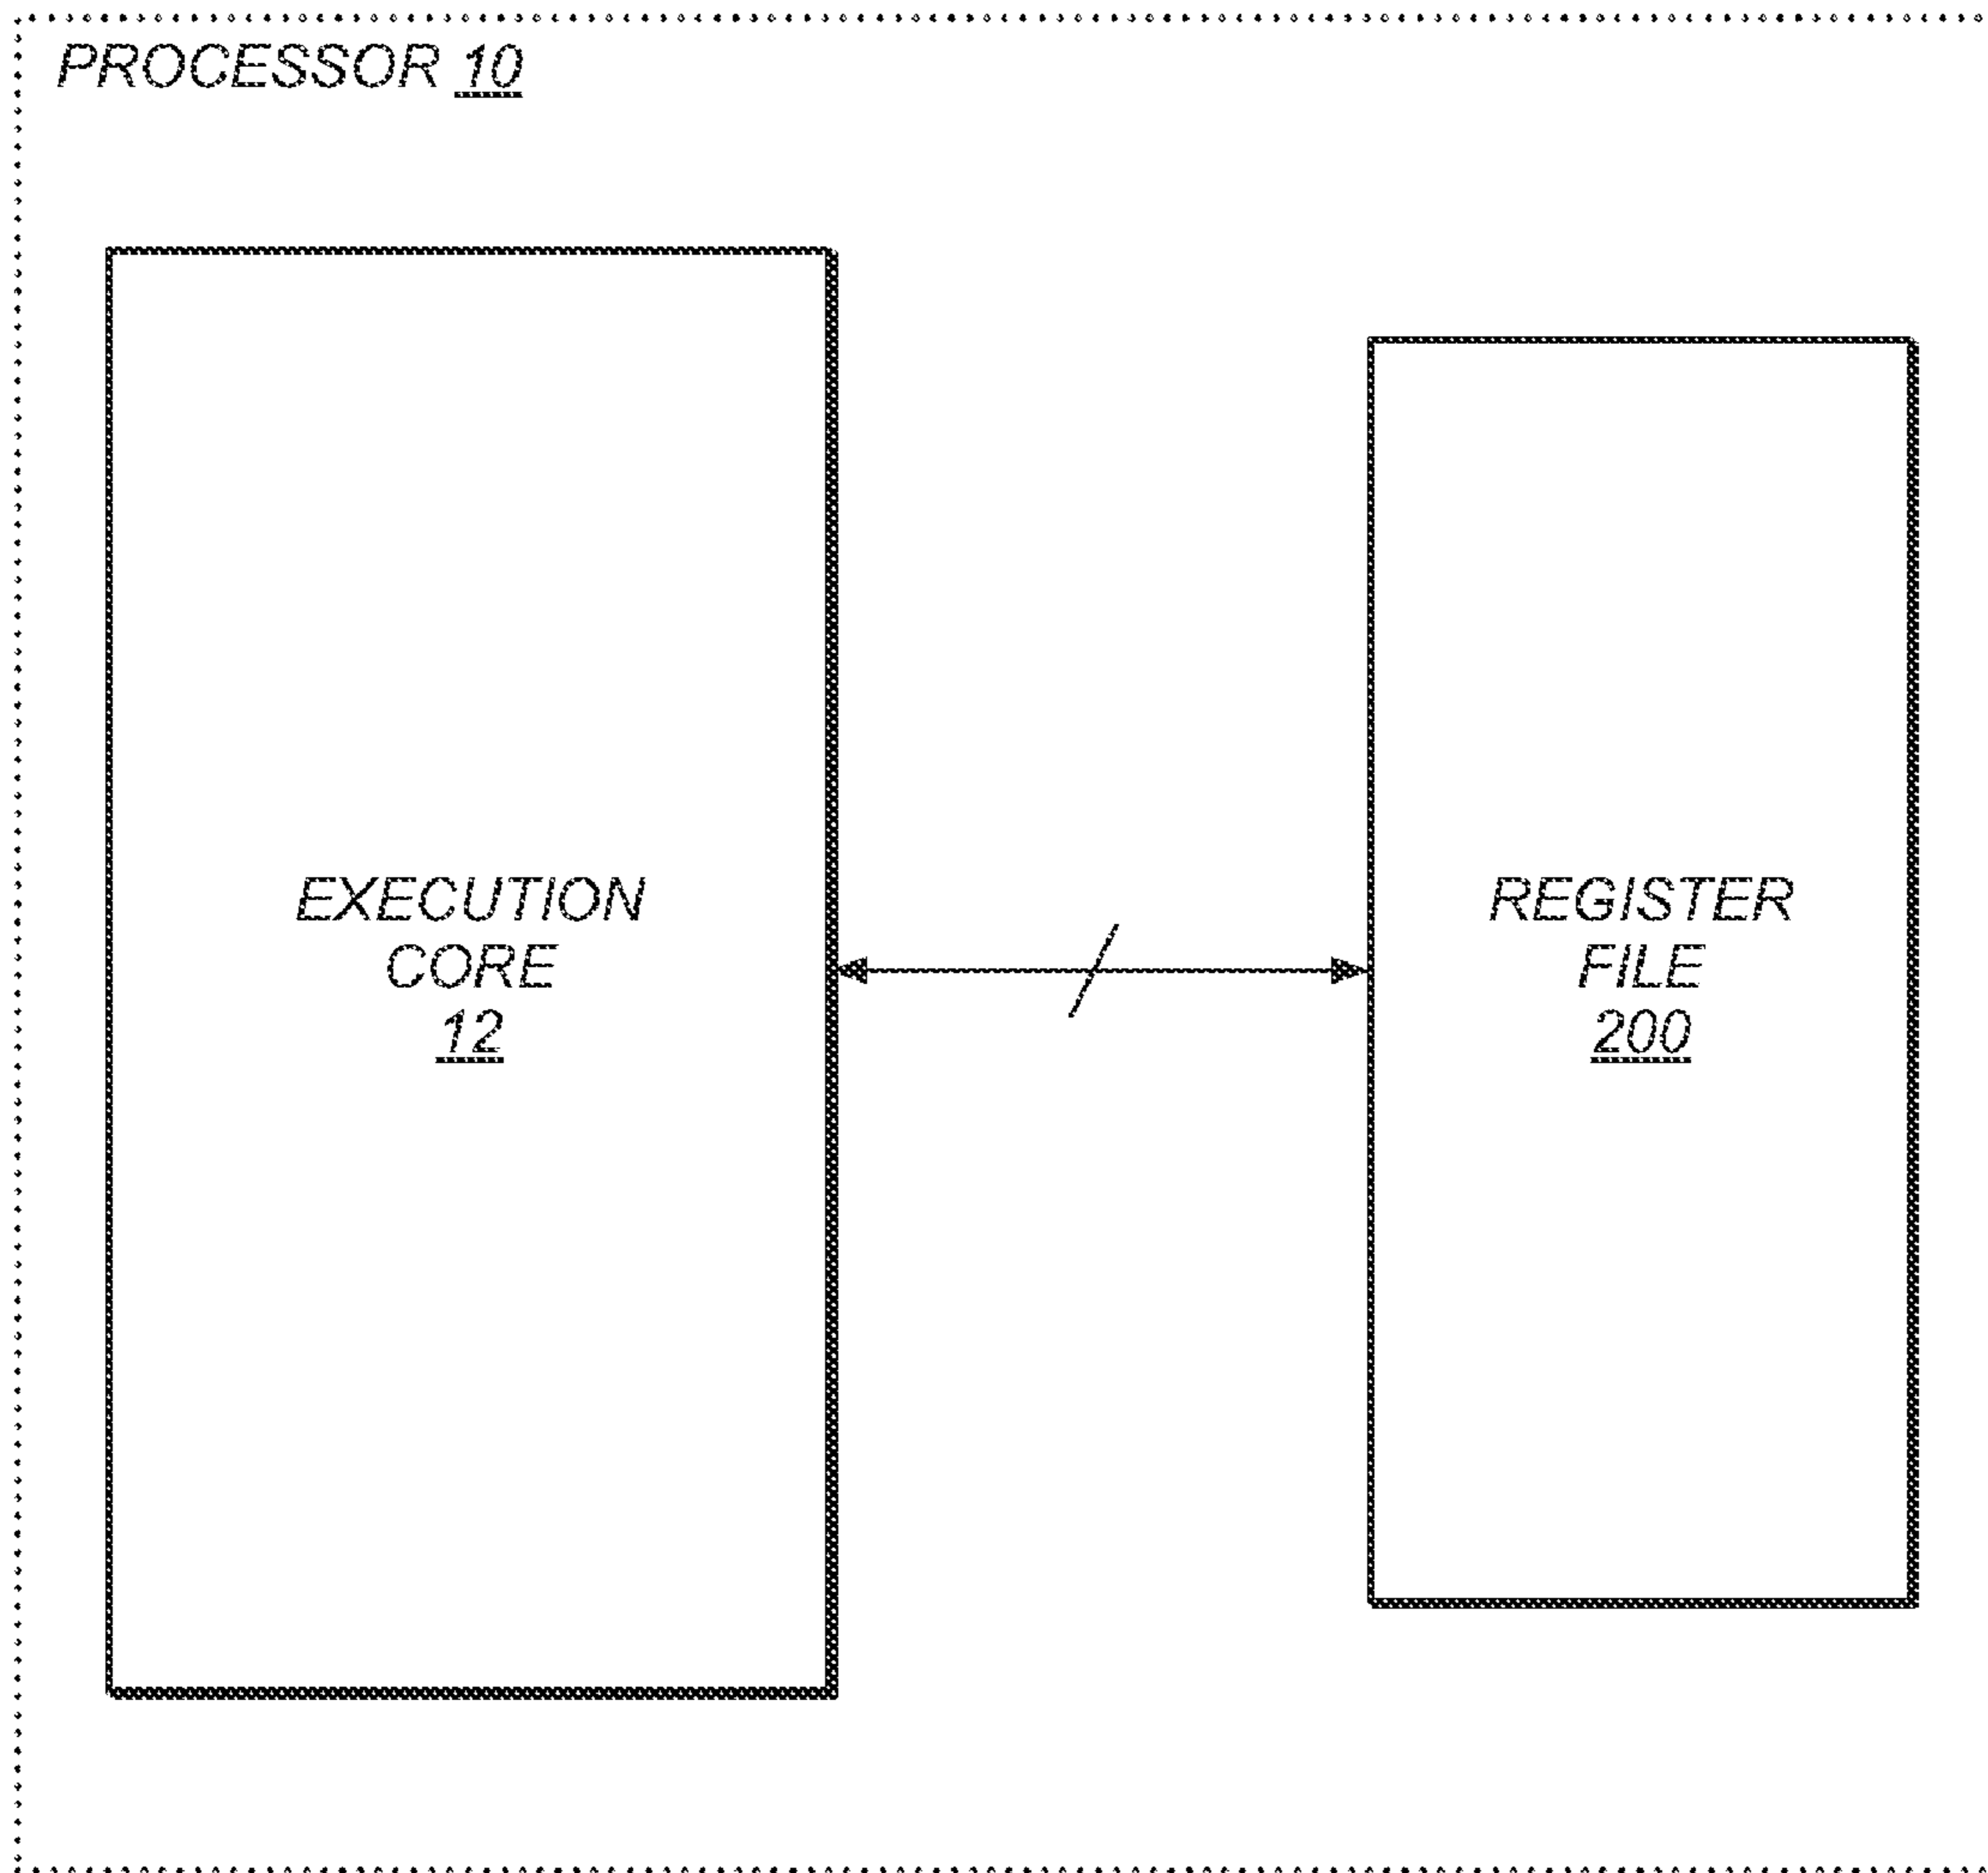 PROCESSOR 10
EXECUTION
CORE
12
REGISTER
FILE
200